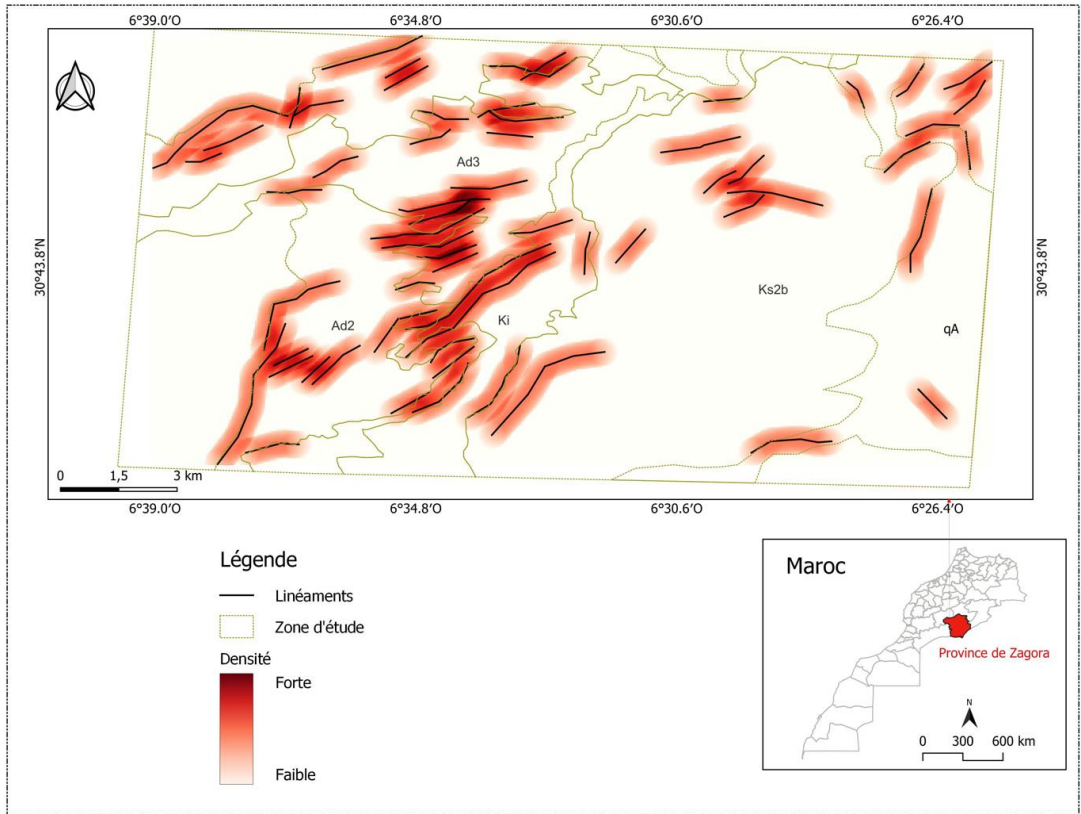 6°39.0'O 6°34.8'O 6°30.6'O 6°26.4'O
30°43.8'N
30°43.8'N
Ad3
Ks2b
Ki
Ad2
qA
0 1,5 3 km
6°39.0'O 6°34.8'O 6°30.6'O 6°26.4'O
Légende
Linéaments
Zone d'étude
Densité
Forte
Faible
Maroc
Province de Zagora
N
0 300 600 km